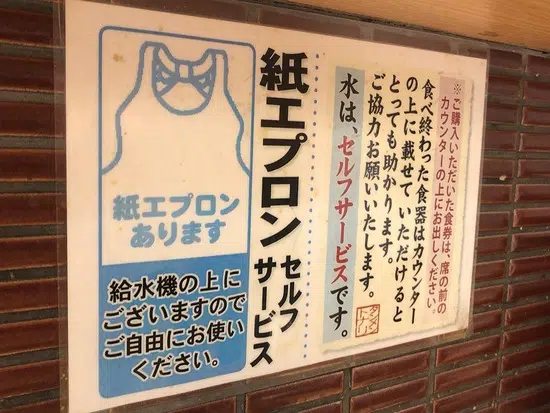 ※ご購入いただいた食券は、席の前の
カウンターの上にお出しください。
食べ終わった食器はカウンター
の上に載せていただけると
とっても助かります。
ご協力お願いいたします。
水は、セルフサービスです。
紙エプロン セルフサービス
紙エプロン
あります
給水機の上に
ございますので
ご自由にお使い
ください。